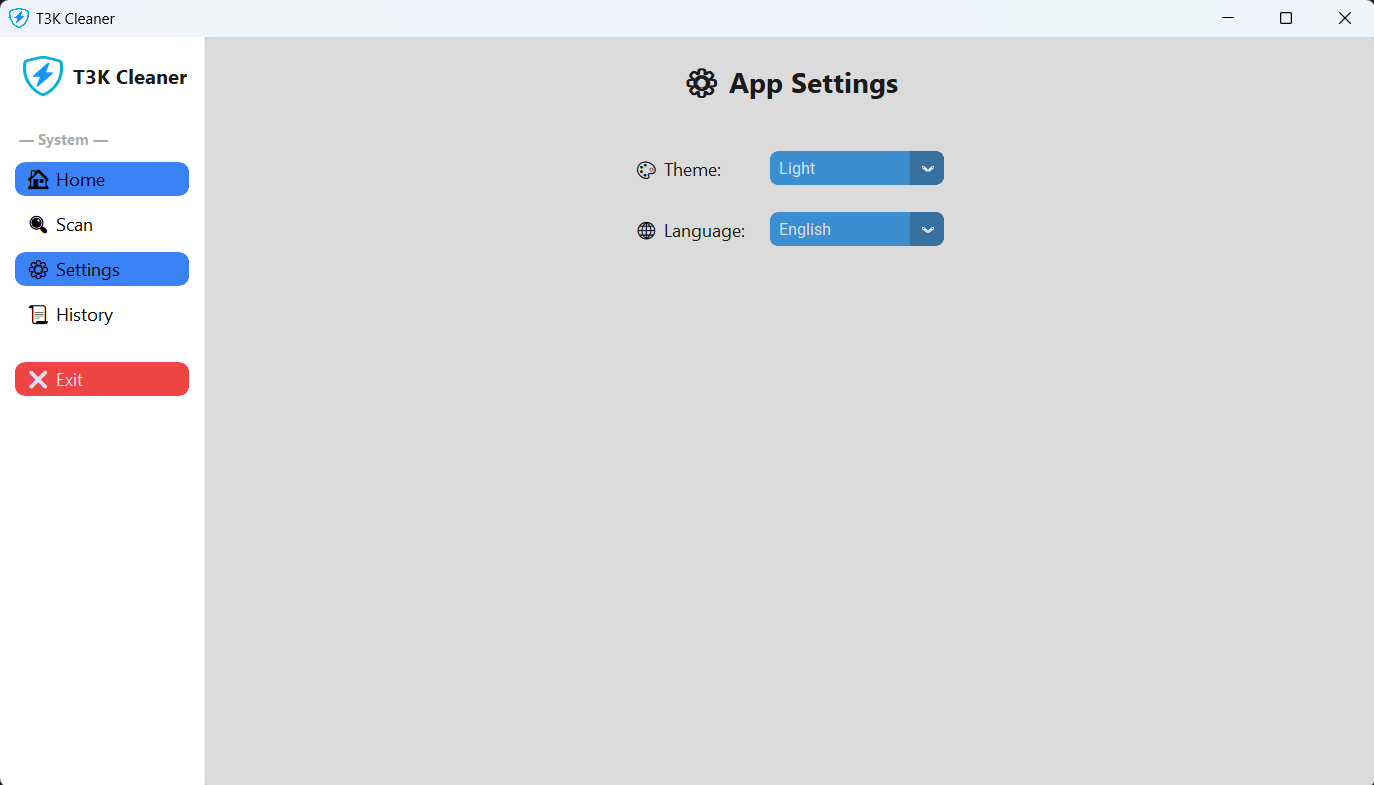 T3K Cleaner
T3K Cleaner
— System —
Home
Scan
Settings
History
Exit
App Settings
Theme: Light
Language: English